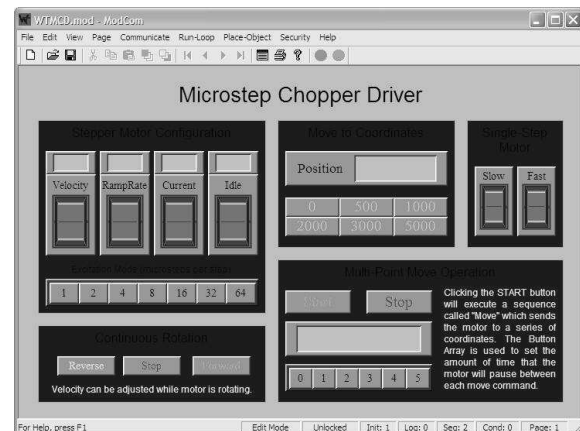 WTMCD.mod - ModCom
File Edit View Page Communicate Run-Loop Place-Object Security Help
Microstep Chopper Driver
Stepper Motor Configuration
Velocity RampRate Current Idle
1 2 4 8 16 32 64
Continuous Rotation
Reverse Stop Forward
Velocity can be adjusted while motor is rotating.
Move to Coordinates
Position
0 500 1000
2000 3000 5000
Single-Step
Motor
Slow Fast
Multi-Point Move Operation
Stop
0 1 2 3 4 5
Clicking the START button
will execute a sequence
called "Move" which sends
the motor to a series of
coordinates. The Button
Array is used to set the
amount of time that the
motor will pause between
each move command.
For Help, press F1
Edit Mode Unlocked Init: 1 Log: 0 Seq: 2 Cond: 0 Page: 1